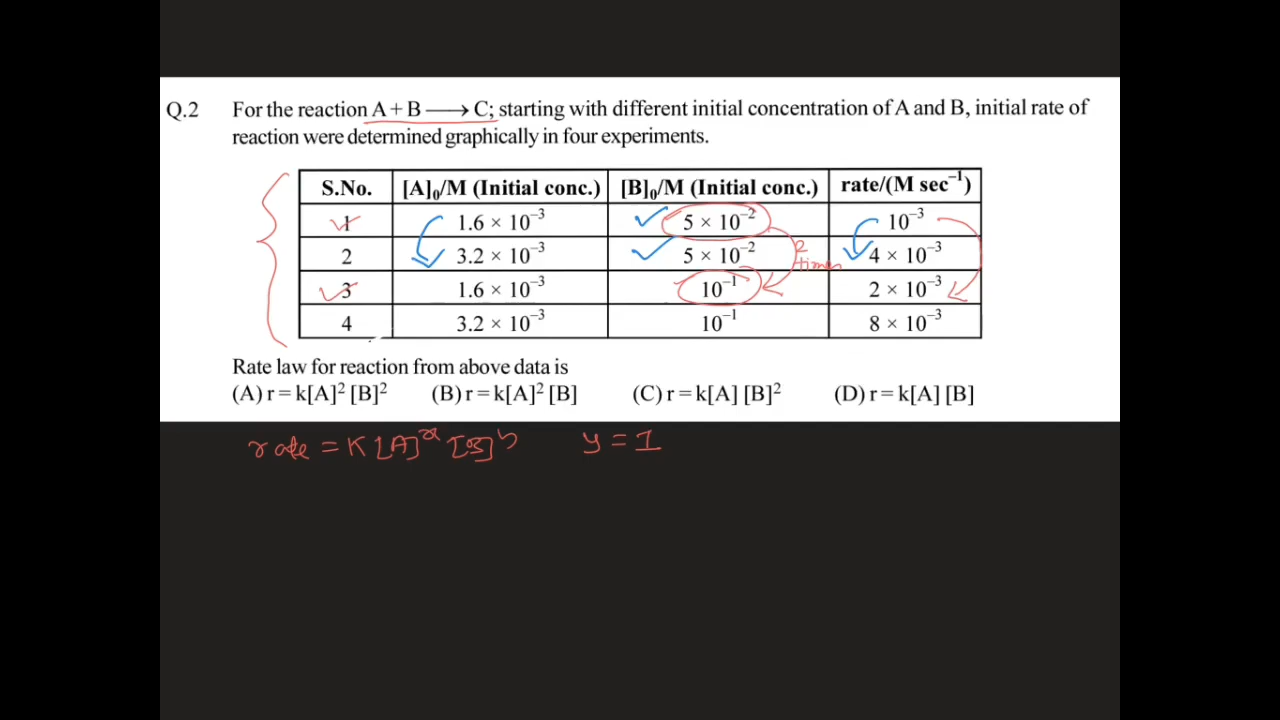 Q.2 For the reaction A + B ⟶ C; starting with different initial concentration of A and B, initial rate of
reaction were determined graphically in four experiments.
S.No. [A]₀/M (Initial conc.) [B]₀/M (Initial conc.) rate/(M sec⁻¹)
1 1.6 × 10⁻³ 5 × 10⁻² 10⁻³
2 3.2 × 10⁻³ 5 × 10⁻² 4 × 10⁻³
2 times
3 1.6 × 10⁻³ 10⁻¹ 2 × 10⁻³
4 3.2 × 10⁻³ 10⁻¹ 8 × 10⁻³
Rate law for reaction from above data is
(A) r = k[A]² [B]² (B) r = k[A]² [B] (C) r = k[A] [B]² (D) r = k[A] [B]
rate = K [A]ˣ [B]ʸ y = 1